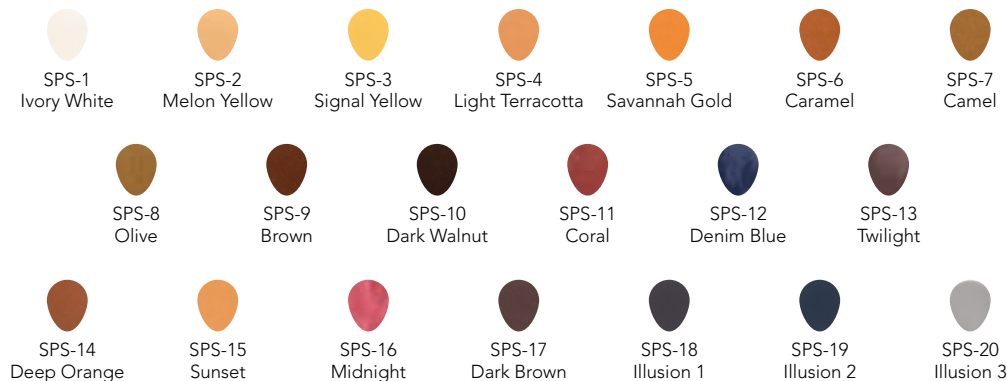 SPS-1 SPS-2 SPS-3 SPS-4 SPS-5 SPS-6 SPS-7
Ivory White Melon Yellow Signal Yellow Light Terracotta Savannah Gold Caramel Camel
SPS-8 SPS-9 SPS-10 SPS-11 SPS-12 SPS-13
Olive Brown Dark Walnut Coral Denim Blue Twilight
SPS-14 SPS-15 SPS-16 SPS-17 SPS-18 SPS-19 SPS-20
Deep Orange Sunset Midnight Dark Brown Illusion 1 Illusion 2 Illusion 3